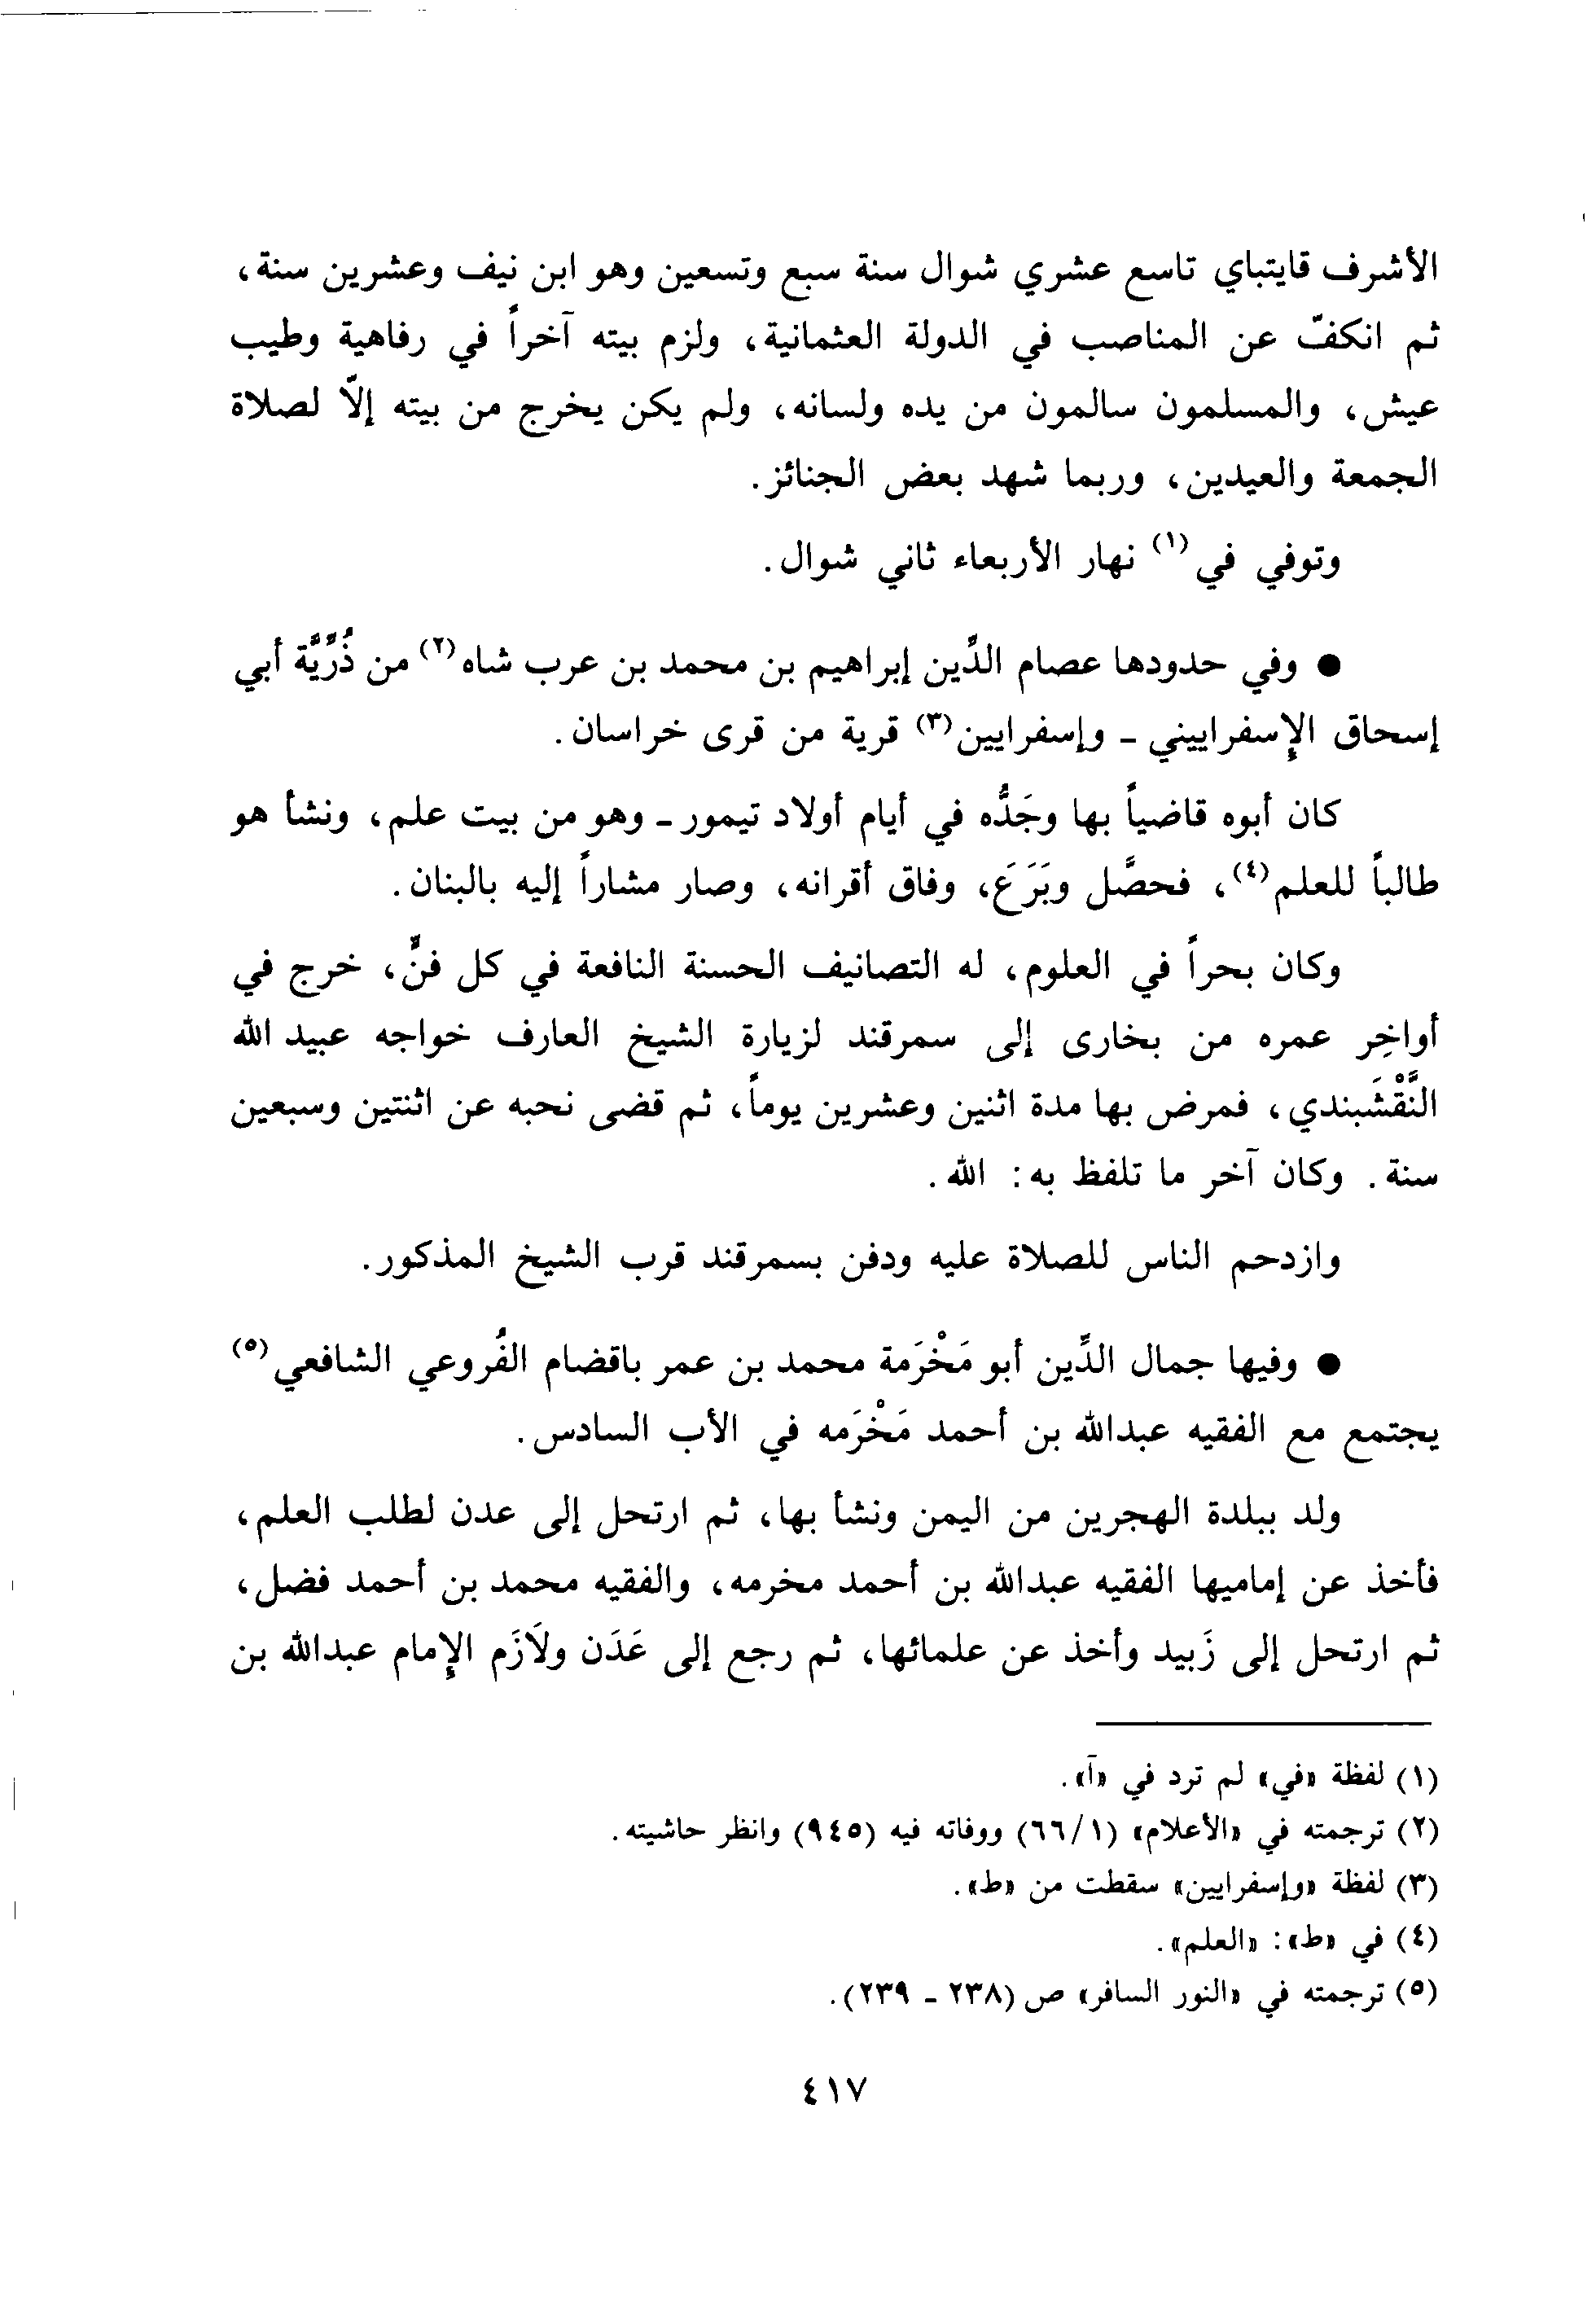 الأشرف قايتباي تاسع عشري شوال سنة سبع وتسعين وهو ابن نيف وعشرين سنة،
ثم انكفّ عن المناصب في الدولة العثمانية، ولزم بيته آخراً في رفاهية وطيب
عيش، والمسلمون سالمون من يده ولسانه، ولم يكن يخرج من بيته إلاّ لصلاة
الجمعة والعيدين، وربما شهد بعض الجنائز.
وتوفي في(١) نهار الأربعاء ثاني شوال.
● وفي حدودها عصام الدِّين إبراهيم بن محمد بن عرب شاه(٢) من ذُرِّيَّة أبي
إسحاق الإسفراييني - وإسفرايين(٣) قرية من قرى خراسان.
كان أبوه قاضياً بها وجَدُّه في أيام أولاد تيمور - وهو من بيت علم، ونشأ هو
طالباً للعلم(٤)، فحصَّل وبَرَعَ، وفاق أقرانه، وصار مشاراً إليه بالبنان.
وكان بحراً في العلوم، له التصانيف الحسنة النافعة في كل فنٍّ، خرج في
أواخِر عمره من بخارى إلى سمرقند لزيارة الشيخ العارف خواجه عبيد الله
النَّقْشَبندي، فمرض بها مدة اثنين وعشرين يوماً، ثم قضى نحبه عن اثنتين وسبعين
سنة. وكان آخر ما تلفظ به: الله.
وازدحم الناس للصلاة عليه ودفن بسمرقند قرب الشيخ المذكور.
● وفيها جمال الدِّين أبو مَخْرَمة محمد بن عمر باقضام الفُروعي الشافعي(٥)
يجتمع مع الفقيه عبدالله بن أحمد مَخْرَمه في الأب السادس.
ولد ببلدة الهجرين من اليمن ونشأ بها، ثم ارتحل إلى عدن لطلب العلم،
فأخذ عن إماميها الفقيه عبدالله بن أحمد مخرمه، والفقيه محمد بن أحمد فضل،
ثم ارتحل إلى زَبيد وأخذ عن علمائها، ثم رجع إلى عَدَن ولاَزَم الإمام عبدالله بن
(١) لفظة «في» لم ترد في «آ».
(٢) ترجمته في «الأعلام» (٦٦/١) ووفاته فيه (٩٤٥) وانظر حاشيته.
(٣) لفظة «وإسفرايين» سقطت من «ط».
(٤) في «ط»: «العلم».
(٥) ترجمته في «النور السافر» ص (٢٣٨ - ٢٣٩).
٤١٧